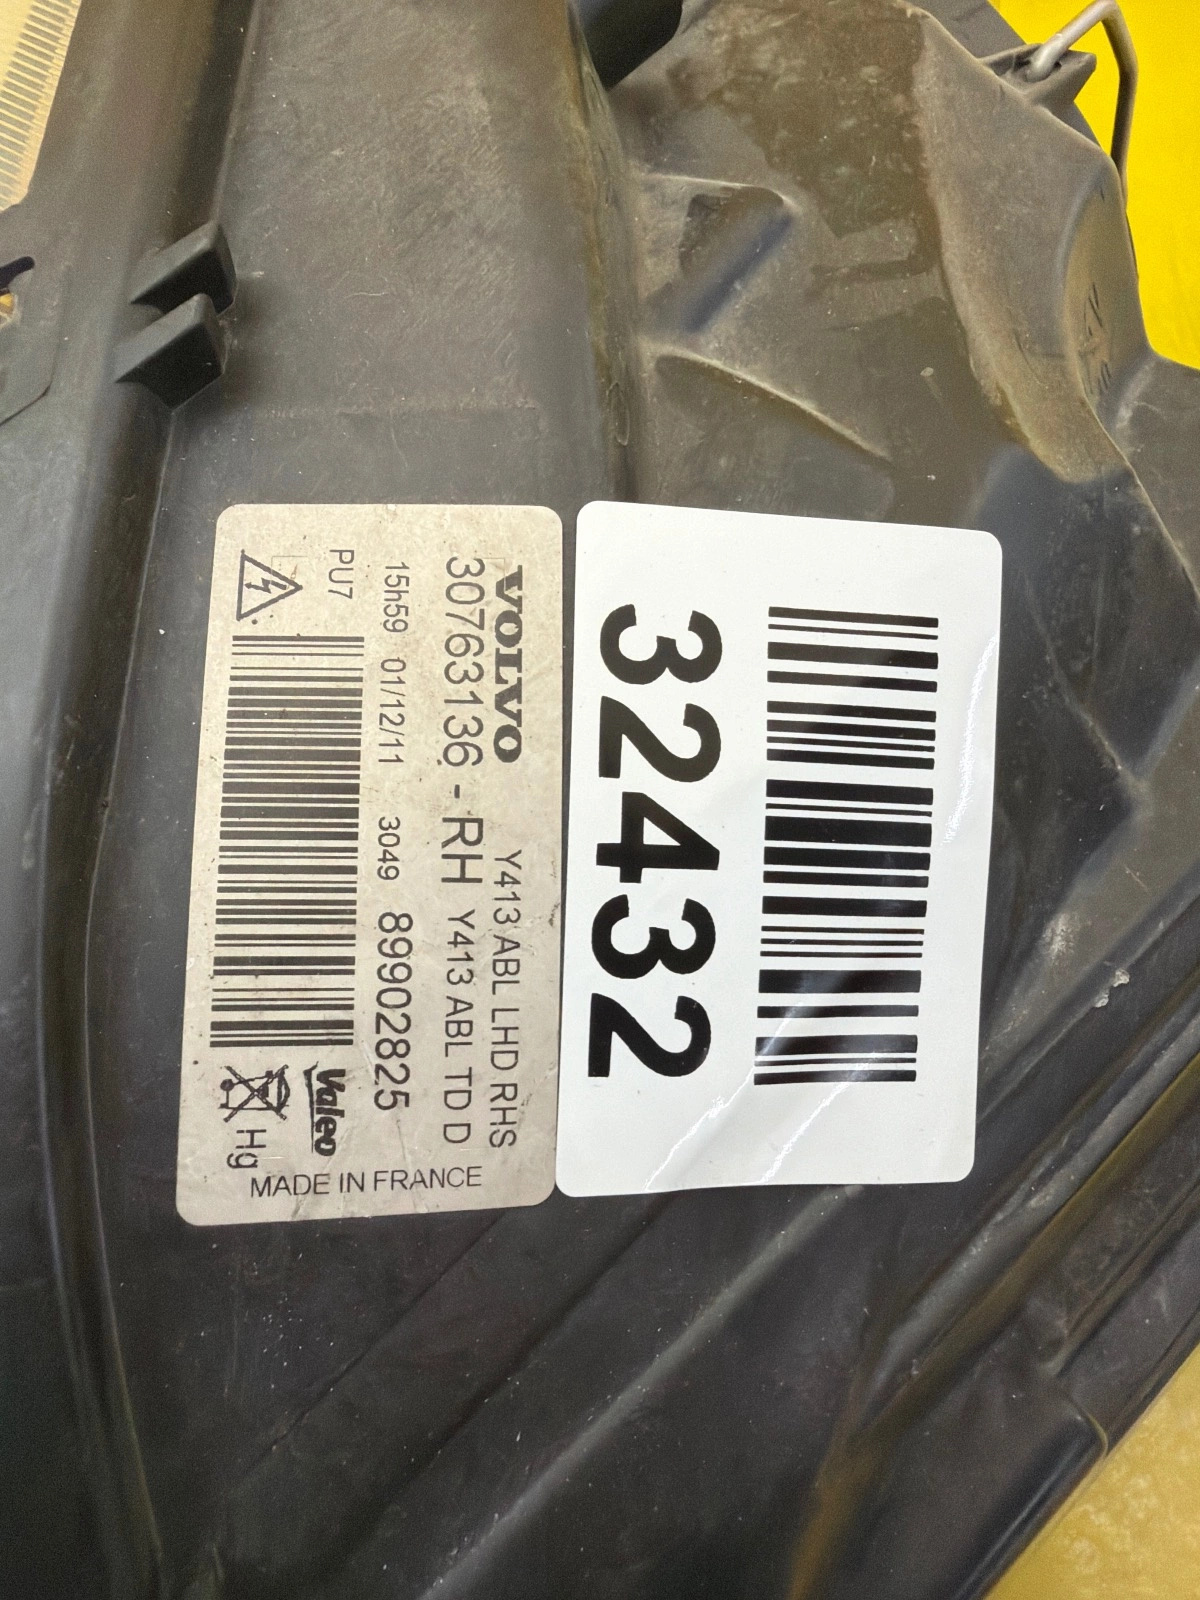 VOLVO
Y413 ABL LHD RHS
30763136 - RH Y413 ABL TD D
15h59 01/12/11 3049 89902825
PU7
Valeo
Hg
MADE IN FRANCE
32432